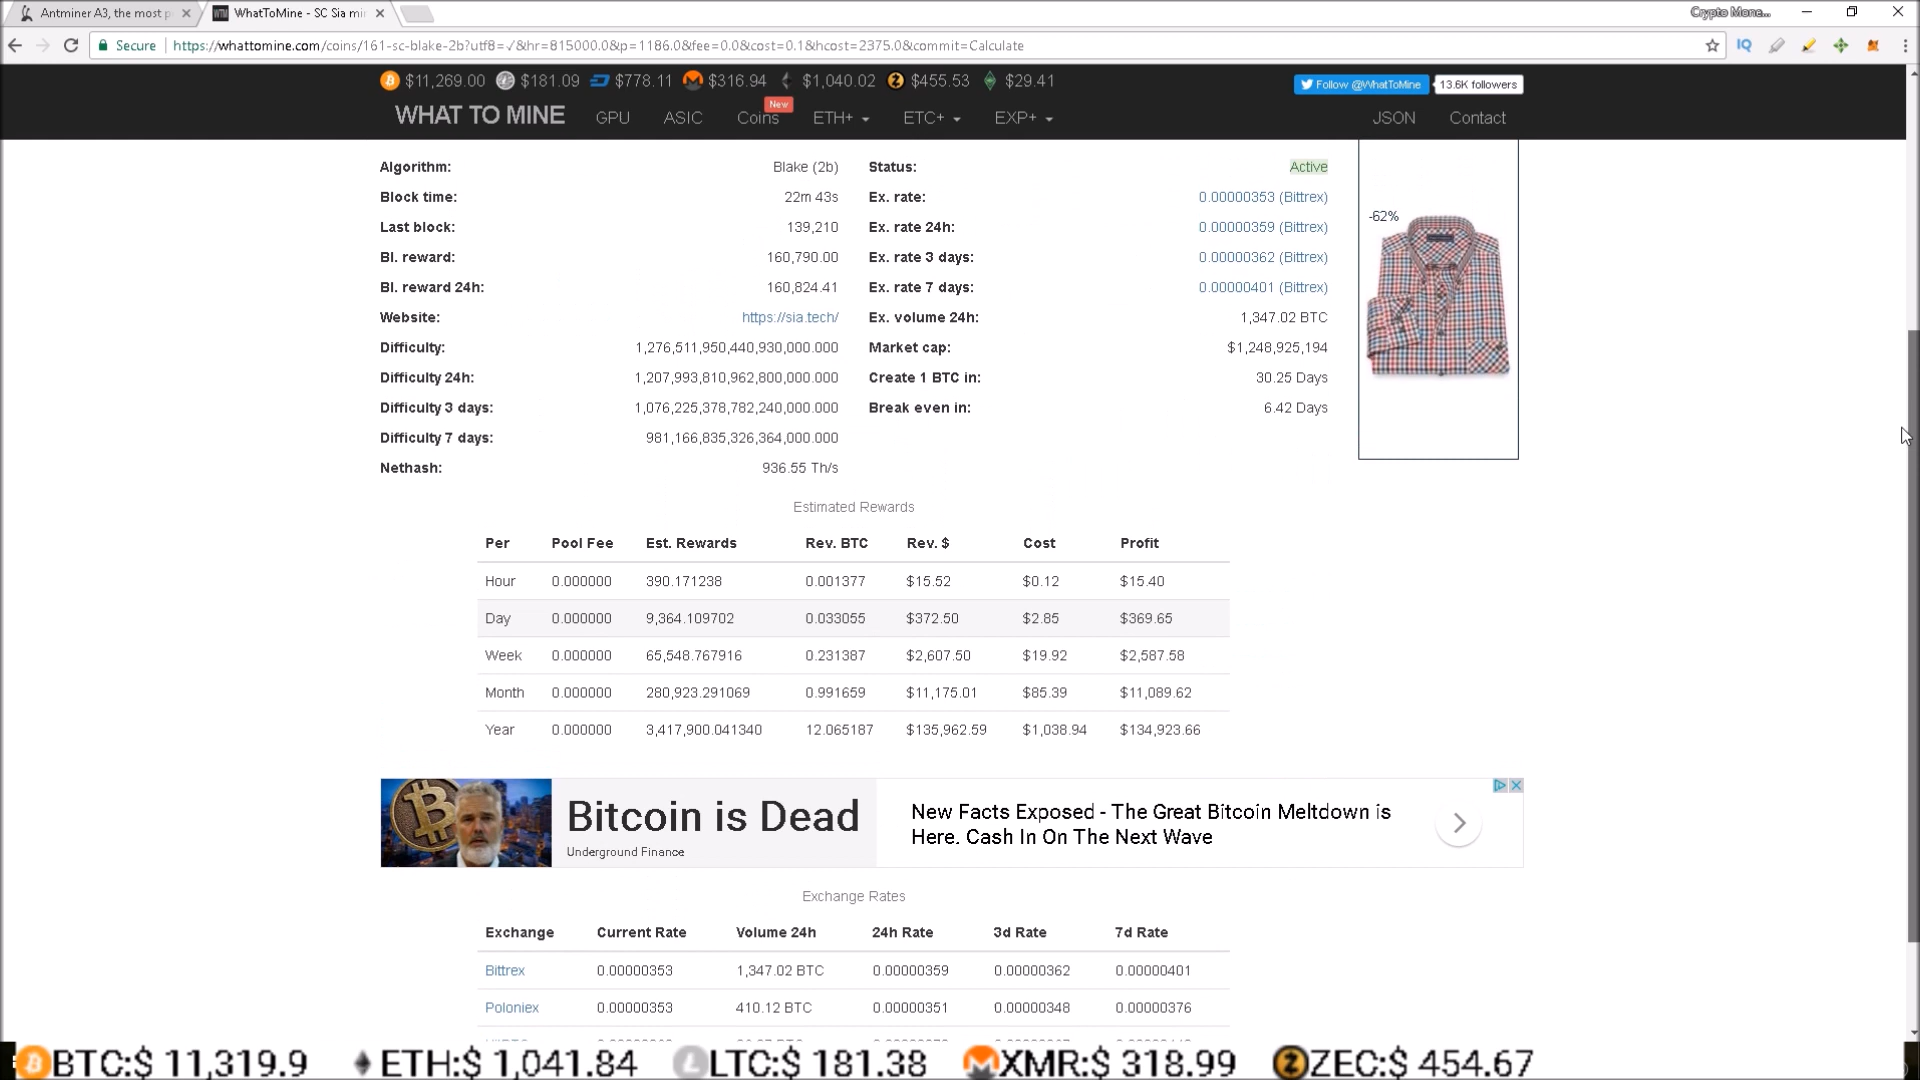 Antminer A3, the most p
WhatToMine - SC Sia mi
Crypto Mone...
Secure
https://whattomine.com/coins/161-sc-blake-2b?utf8=✓&hr=815000.0&p=1186.0&fee=0.0&cost=0.1&hcost=2375.0&commit=Calculate
$11,269.00 $181.09 $778.11 $316.94 $1,040.02 $455.53 $29.41
Follow @WhatToMine 13.6K followers
WHAT TO MINE GPU ASIC Coins New ETH+ ETC+ EXP+ JSON Contact
Algorithm: Blake (2b) Status: Active
Block time: 22m 43s Ex. rate: 0.00000353 (Bittrex)
Last block: 139,210 Ex. rate 24h: 0.00000359 (Bittrex)
Bl. reward: 160,790.00 Ex. rate 3 days: 0.00000362 (Bittrex)
Bl. reward 24h: 160,824.41 Ex. rate 7 days: 0.00000401 (Bittrex)
Website: https://sia.tech/ Ex. volume 24h: 1,347.02 BTC
Difficulty: 1,276,511,950,440,930,000.000 Market cap: $1,248,925,194
Difficulty 24h: 1,207,993,810,962,800,000.000 Create 1 BTC in: 30.25 Days
Difficulty 3 days: 1,076,225,378,782,240,000.000 Break even in: 6.42 Days
Difficulty 7 days: 981,166,835,326,364,000.000
Nethash: 936.55 Th/s
-62%
Estimated Rewards
Per Pool Fee Est. Rewards Rev. BTC Rev. $ Cost Profit
Hour 0.000000 390.171238 0.001377 $15.52 $0.12 $15.40
Day 0.000000 9,364.109702 0.033055 $372.50 $2.85 $369.65
Week 0.000000 65,548.767916 0.231387 $2,607.50 $19.92 $2,587.58
Month 0.000000 280,923.291069 0.991659 $11,175.01 $85.39 $11,089.62
Year 0.000000 3,417,900.041340 12.065187 $135,962.59 $1,038.94 $134,923.66
Bitcoin is Dead
Underground Finance
New Facts Exposed - The Great Bitcoin Meltdown is
Here. Cash In On The Next Wave
Exchange Rates
Exchange Current Rate Volume 24h 24h Rate 3d Rate 7d Rate
Bittrex 0.00000353 1,347.02 BTC 0.00000359 0.00000362 0.00000401
Poloniex 0.00000353 410.12 BTC 0.00000351 0.00000348 0.00000376
BTC:$ 11,319.9 ETH:$ 1,041.84 LTC:$ 181.38 XMR:$ 318.99 ZEC:$ 454.67